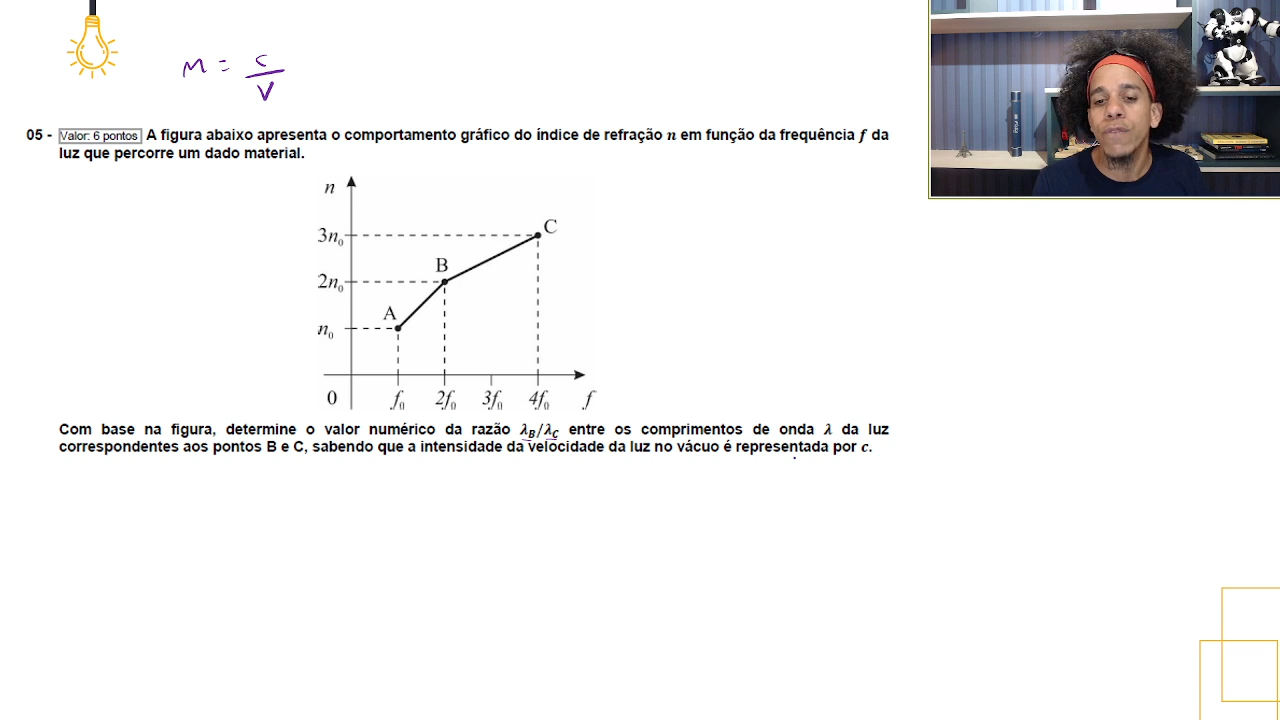 n = c/v
05 - Valor: 6 pontos A figura abaixo apresenta o comportamento gráfico do índice de refração n em função da frequência f da
luz que percorre um dado material.
n
3n₀
2n₀
n₀
A
B
C
0 f₀ 2f₀ 3f₀ 4f₀ f
Com base na figura, determine o valor numérico da razão λ_B/λ_C entre os comprimentos de onda λ da luz
correspondentes aos pontos B e C, sabendo que a intensidade da velocidade da luz no vácuo é representada por c.